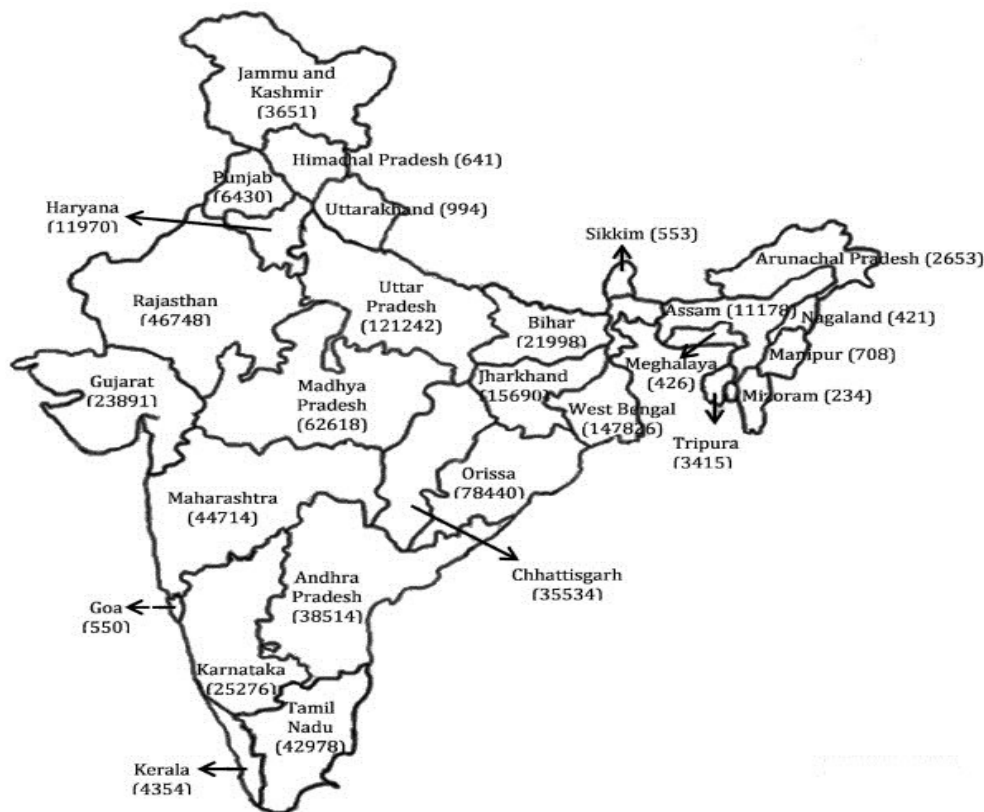 Jammu and
Kashmir
(3651)
Himachal Pradesh (641)
Punjab
(6430)
Haryana
(11970)
Uttarakhand (994)
Sikkim (553)
Arunachal Pradesh (2653)
Rajasthan
(46748)
Uttar
Pradesh
(121242)
Bihar
(21998)
Assam (11178)
Nagaland (421)
Gujarat
(23891)
Madhya
Pradesh
(62618)
Jharkhand
(15690)
Meghalaya
(426)
Manipur (708)
Mizoram (234)
West Bengal
(147826)
Tripura
(3415)
Orissa
(78440)
Maharashtra
(44714)
Chhattisgarh
(35534)
Andhra
Pradesh
(38514)
Goa
(550)
Karnataka
(25276)
Tamil
Nadu
(42978)
Kerala
(4354)